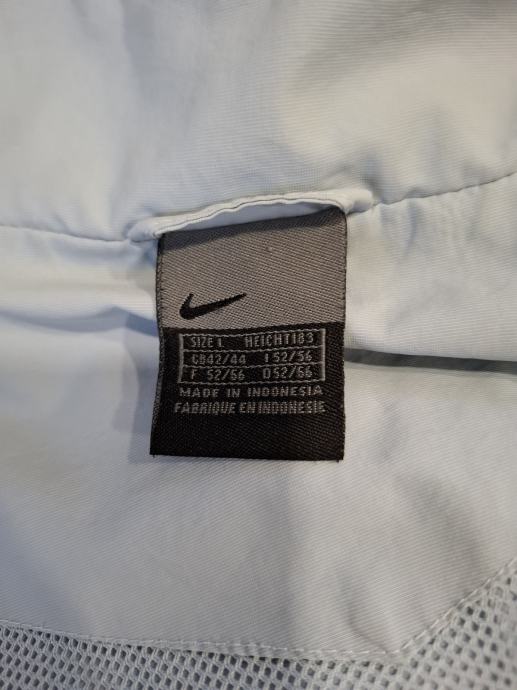 SIZE L HEIGHT183
GB42/44 I 52/56
F 52/56 D52/56
MADE IN INDONESIA
FABRIQUE EN INDONESIE